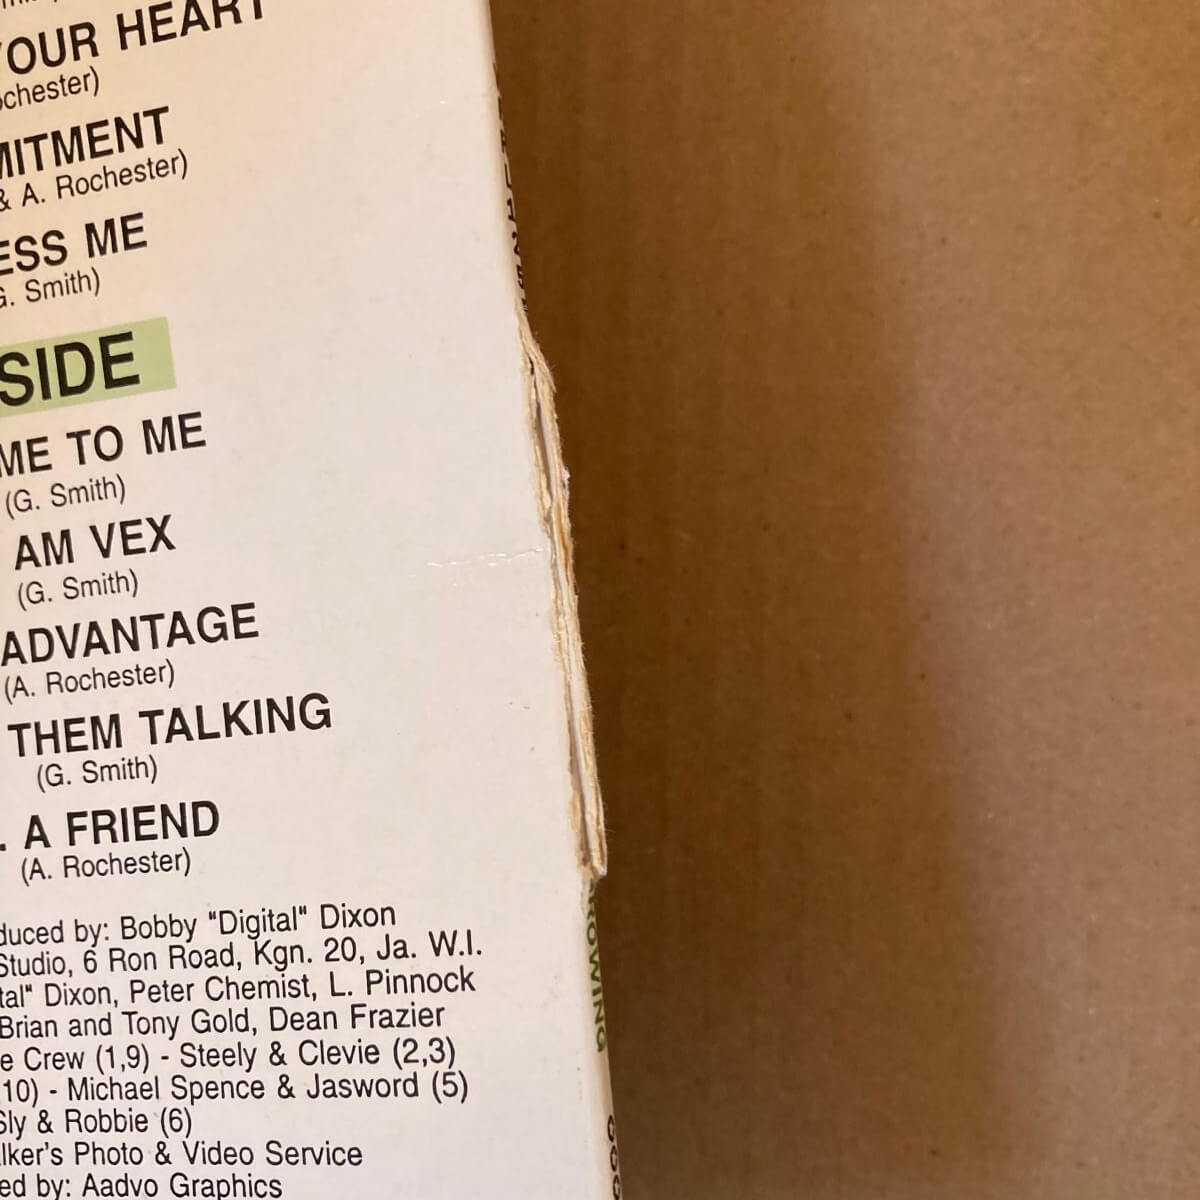 OUR HEART
ochester)
MITMENT
& A. Rochester)
ESS ME
G. Smith)
SIDE
ME TO ME
(G. Smith)
AM VEX
(G. Smith)
ADVANTAGE
(A. Rochester)
THEM TALKING
(G. Smith)
. A FRIEND
(A. Rochester)
duced by: Bobby "Digital" Dixon
Studio, 6 Ron Road, Kgn. 20, Ja. W.I.
tal" Dixon, Peter Chemist, L. Pinnock
Brian and Tony Gold, Dean Frazier
e Crew (1,9) - Steely & Clevie (2,3)
10) - Michael Spence & Jasword (5)
Sly & Robbie (6)
lker's Photo & Video Service
ed by: Aadvo Graphics
ROWING